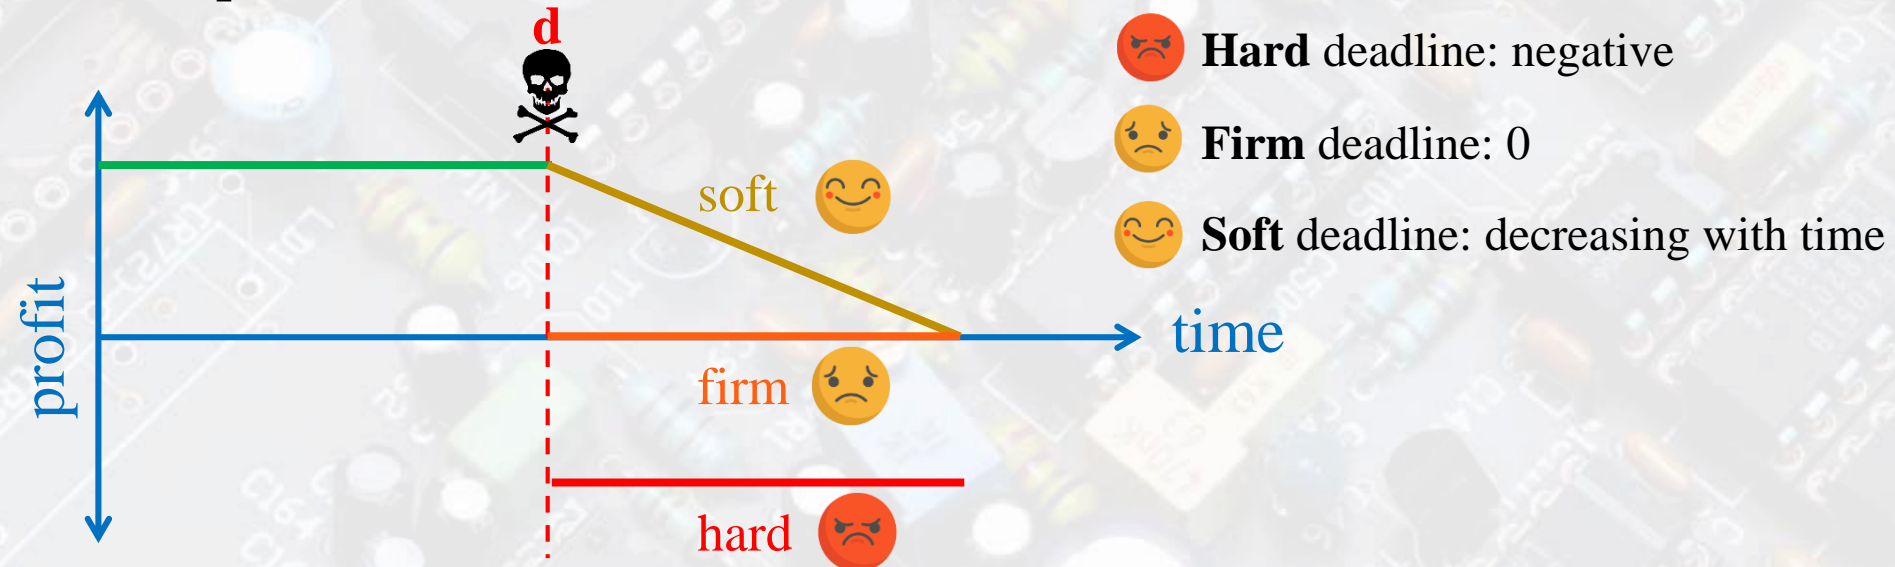 d
Hard deadline: negative
Firm deadline: 0
Soft deadline: decreasing with time
soft
profit
time
firm
hard